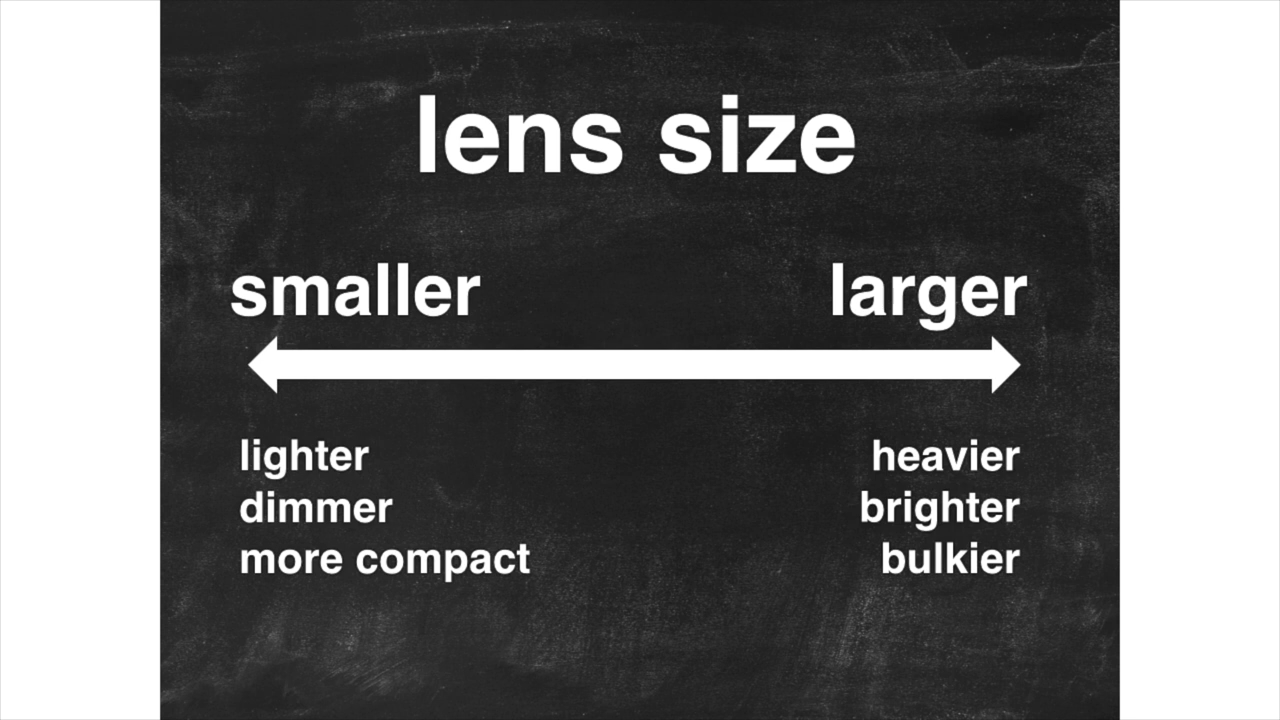 lens size
smaller larger
lighter heavier
dimmer brighter
more compact bulkier